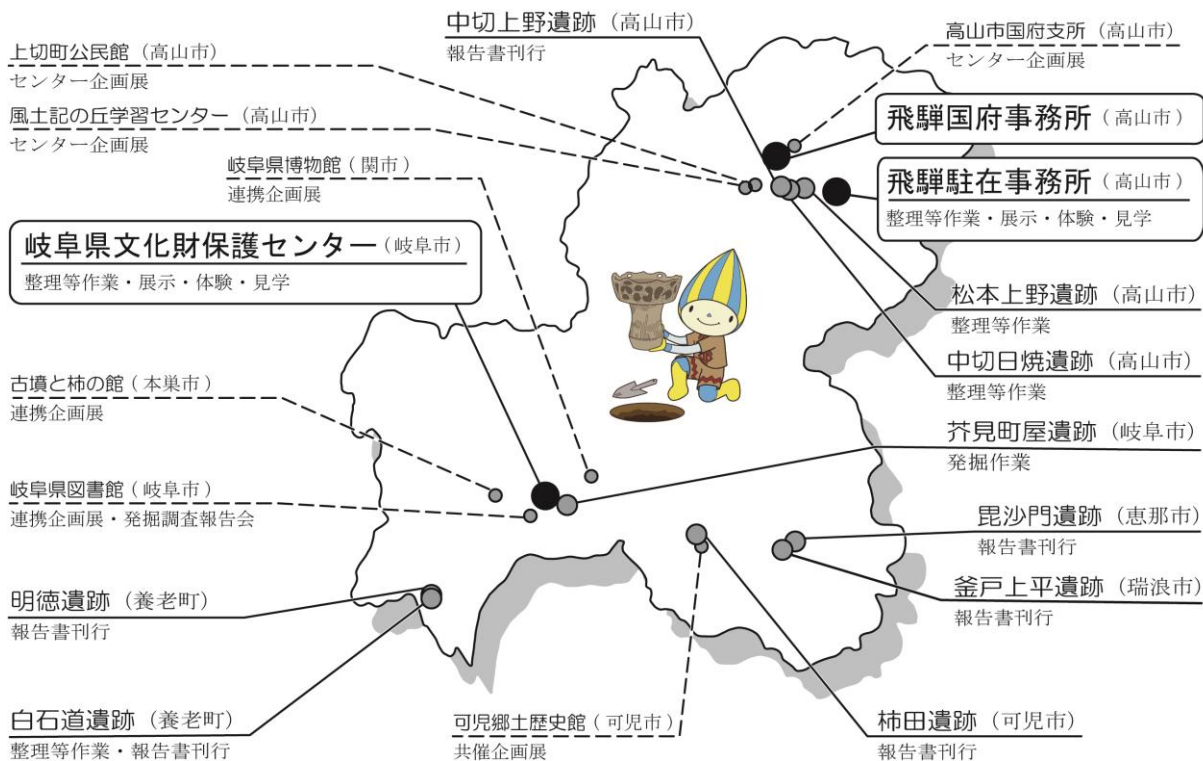 中切上野遺跡（高山市）
報告書刊行
高山市国府支所（高山市）
センター企画展
上切町公民館（高山市）
センター企画展
風土記の丘学習センター（高山市）
センター企画展
飛騨国府事務所（高山市）
飛騨駐在事務所（高山市）
整理等作業・展示・体験・見学
岐阜県博物館（関市）
連携企画展
岐阜県文化財保護センター（岐阜市）
整理等作業・展示・体験・見学
松本上野遺跡（高山市）
整理等作業
中切日焼遺跡（高山市）
整理等作業
古墳と柿の館（本巣市）
連携企画展
芥見町屋遺跡（岐阜市）
発掘作業
岐阜県図書館（岐阜市）
連携企画展・発掘調査報告会
毘沙門遺跡（恵那市）
報告書刊行
釜戸上平遺跡（瑞浪市）
報告書刊行
明徳遺跡（養老町）
報告書刊行
白石道遺跡（養老町）
整理等作業・報告書刊行
可児郷土歴史館（可児市）
共催企画展
柿田遺跡（可児市）
報告書刊行